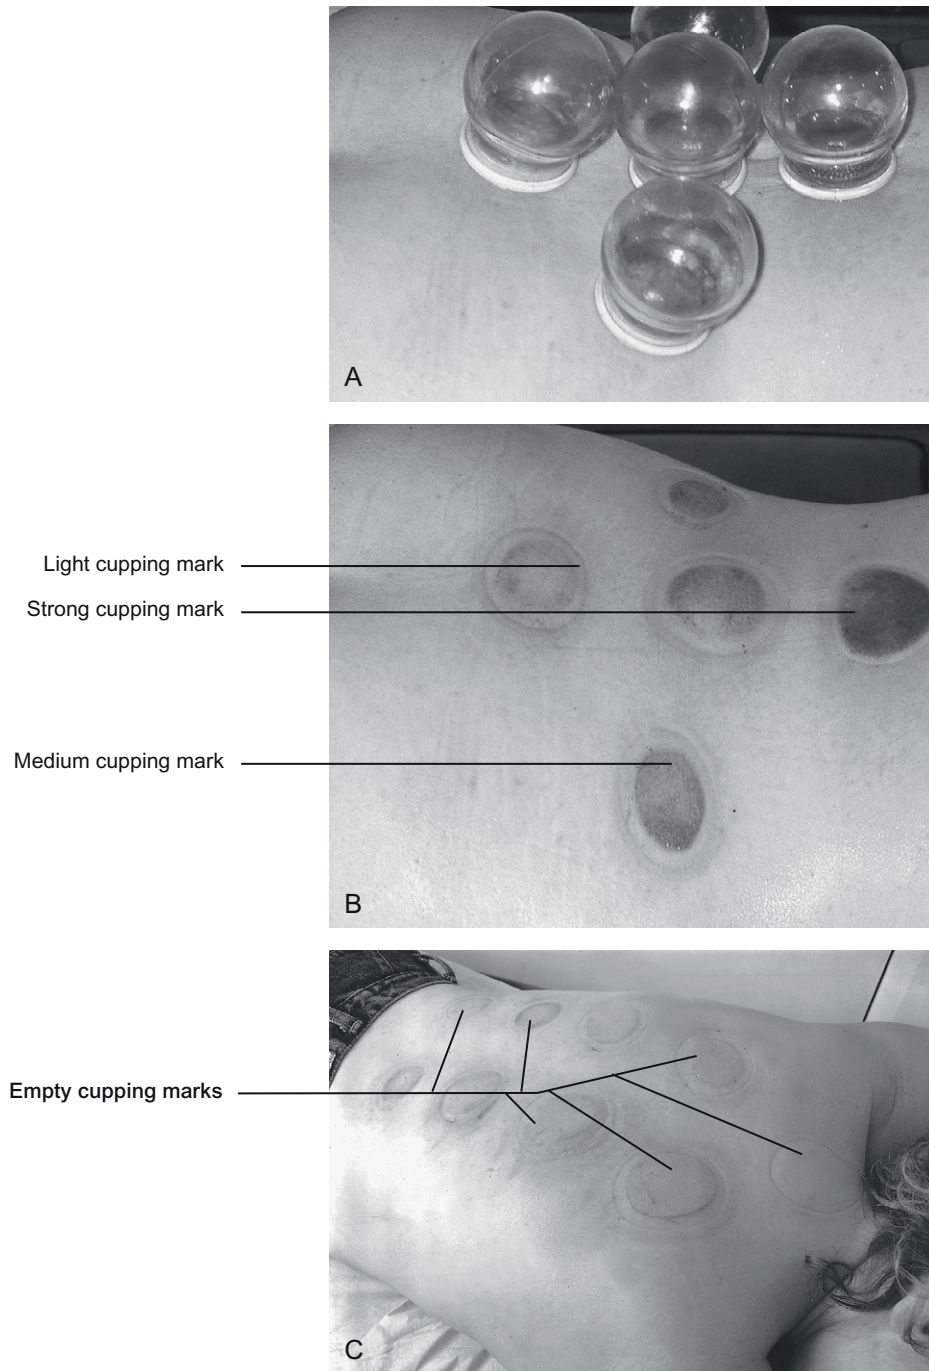 A
Light cupping mark
Strong cupping mark
Medium cupping mark
B
Empty cupping marks
C